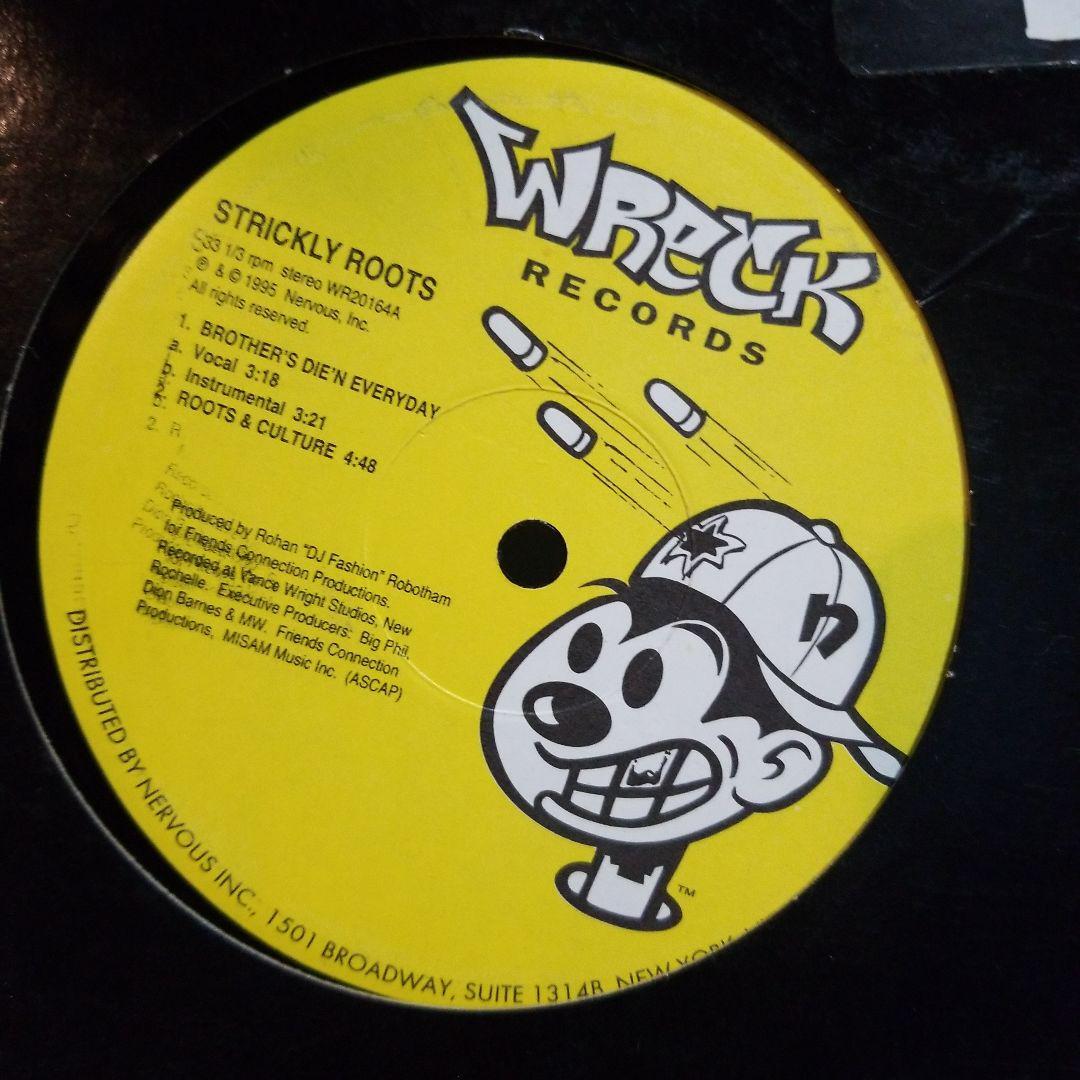 WRECK
RECORDS
STRICKLY ROOTS
33 1/3 rpm stereo WR20164A
℗ & © 1995 Nervous, Inc.
All rights reserved.
1. BROTHER'S DIE'N EVERYDAY
a. Vocal 3:18
b. Instrumental 3:21
2. ROOTS & CULTURE 4:48
Produced by Rohan "DJ Fashion" Robotham
for Friends Connection Productions.
Recorded at Vance Wright Studios, New
Rochelle. Executive Producers: Big Phil,
Dion Barnes & MW. Friends Connection
Productions, MISAM Music Inc. (ASCAP)
n
TM
DISTRIBUTED BY NERVOUS INC., 1501 BROADWAY, SUITE 1314B, NEW YORK,